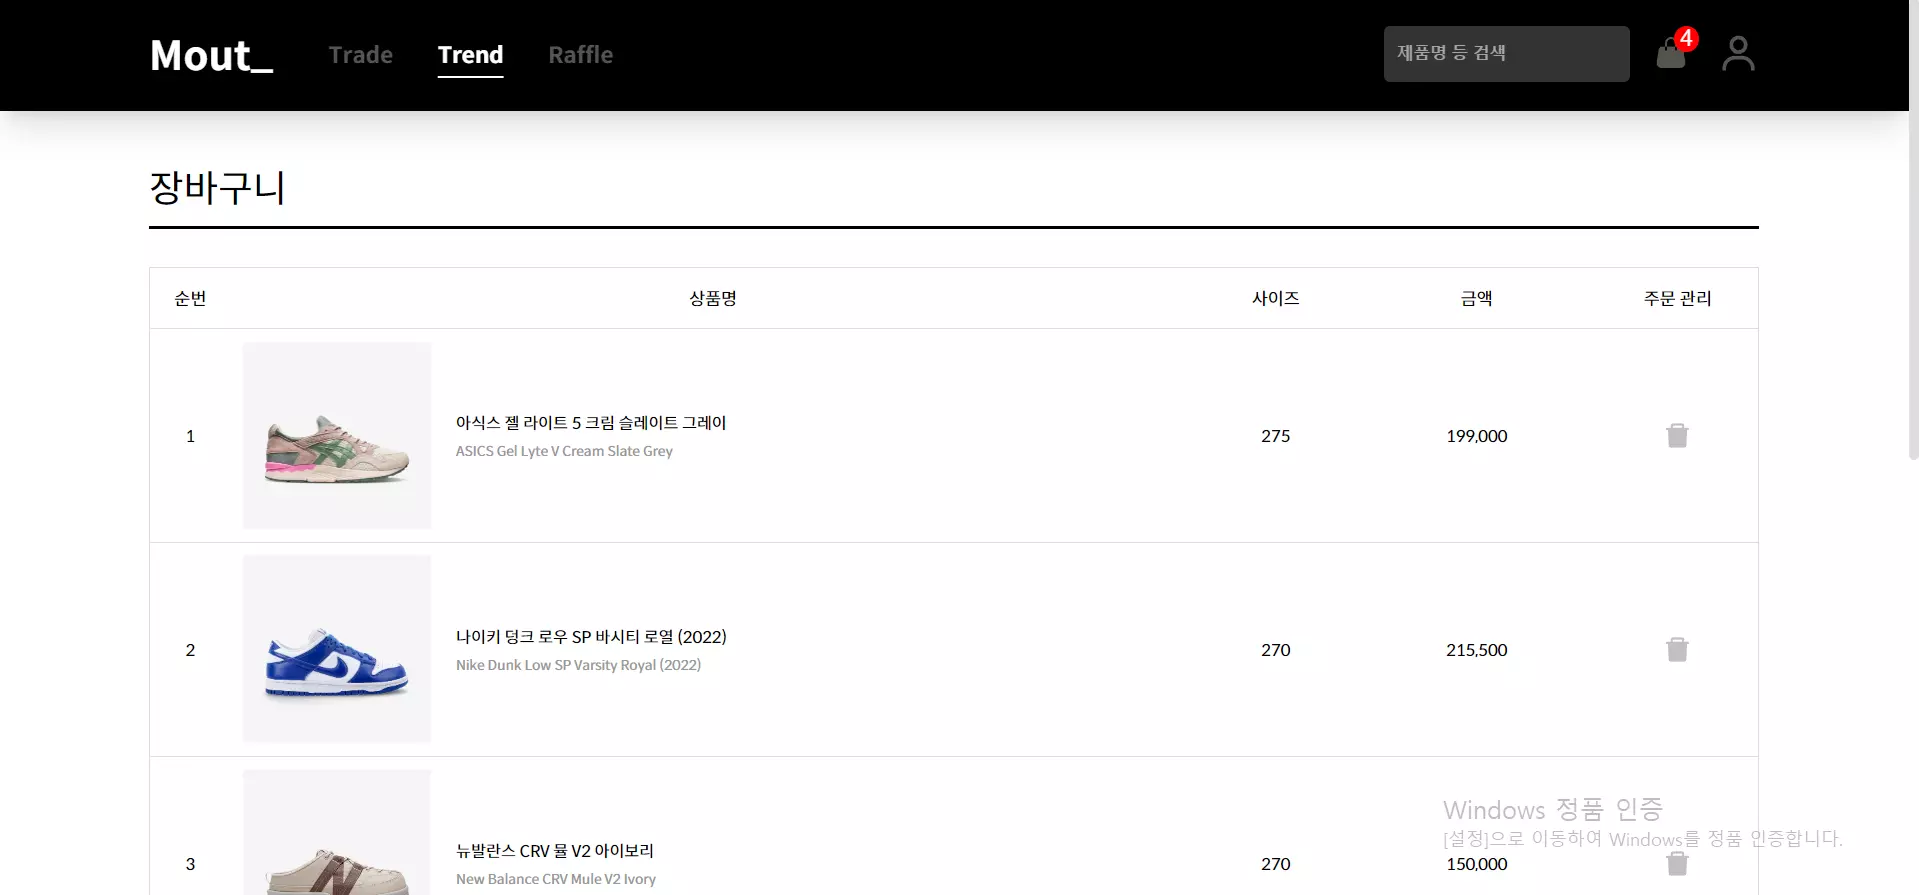 Mout_ Trade Trend Raffle 제품명 등 검색 4
장바구니
순번 상품명 사이즈 금액 주문 관리
1 아식스 젤 라이트 5 크림 슬레이트 그레이 275 199,000
ASICS Gel Lyte V Cream Slate Grey
2 나이키 덩크 로우 SP 바시티 로열 (2022) 270 215,500
Nike Dunk Low SP Varsity Royal (2022)
Windows 정품 인증
[설정]으로 이동하여 Windows를 정품 인증합니다.
3 뉴발란스 CRV 뮬 V2 아이보리 270 150,000
New Balance CRV Mule V2 Ivory